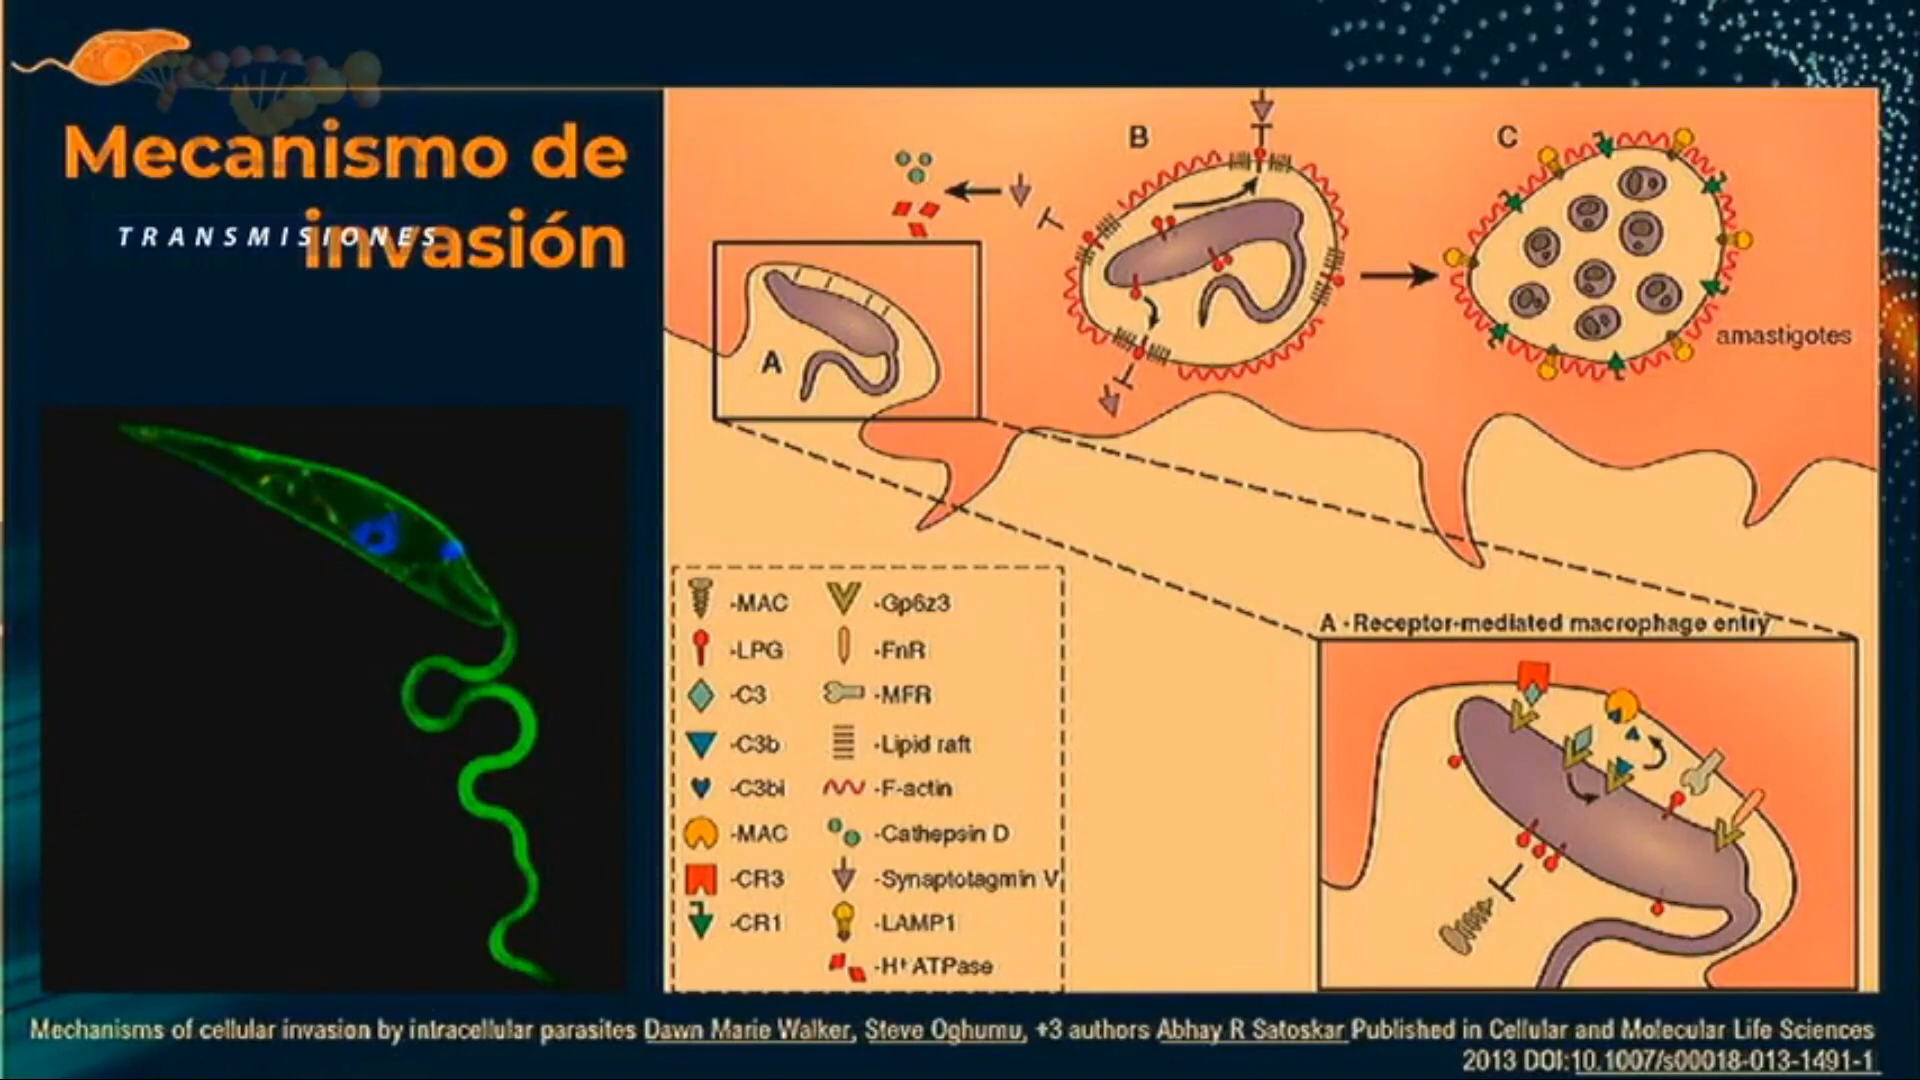 Mecanismo de
invasión
TRANSMISIONES
B
C
A
amastigotes
-MAC
-LPG
-C3
-C3b
-C3bi
-MAC
-CR3
-CR1
-Gp6z3
-FnR
-MFR
-Lipid raft
-F-actin
-Cathepsin D
-Synaptotagmin V
-LAMP1
-H+ ATPase
A - Receptor-mediated macrophage entry
Mechanisms of cellular invasion by intracellular parasites Dawn Marie Walker, Steve Oghumu, +3 authors Abhay R Satoskar Published in Cellular and Molecular Life Sciences
2013 DOI:10.1007/s00018-013-1491-1